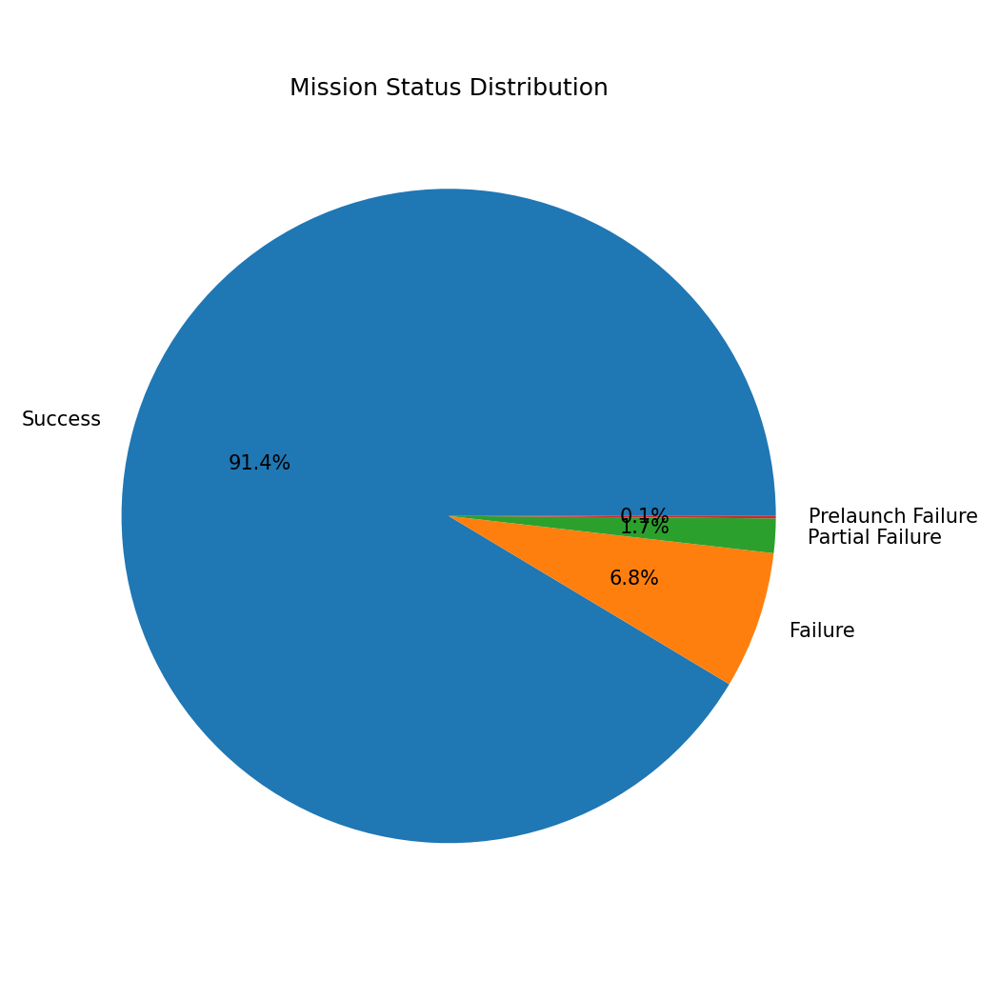 Mission Status Distribution
Success
91.4%
0.1%
Prelaunch Failure
1.7%
Partial Failure
6.8%
Failure